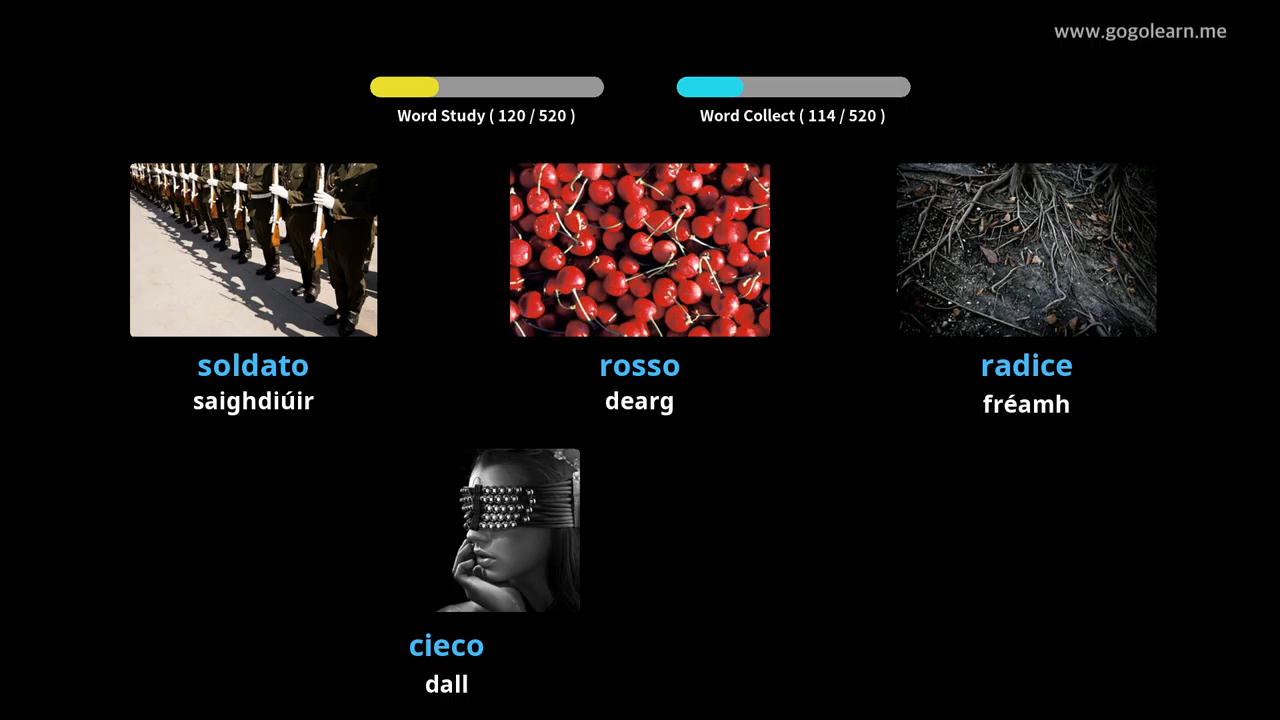 www.gogolearn.me
Word Study ( 120 / 520 )
Word Collect ( 114 / 520 )
soldato
saighdiúir
rosso
dearg
radice
fréamh
cieco
dall